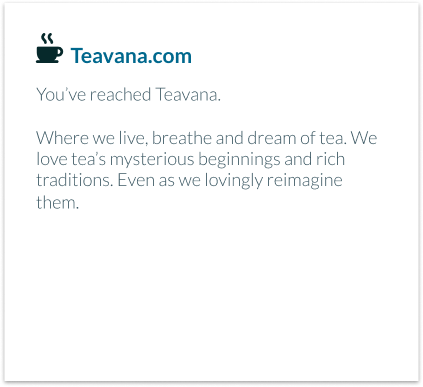 Teavana.com
You’ve reached Teavana.
Where we live, breathe and dream of tea. We
love tea’s mysterious beginnings and rich
traditions. Even as we lovingly reimagine
them.